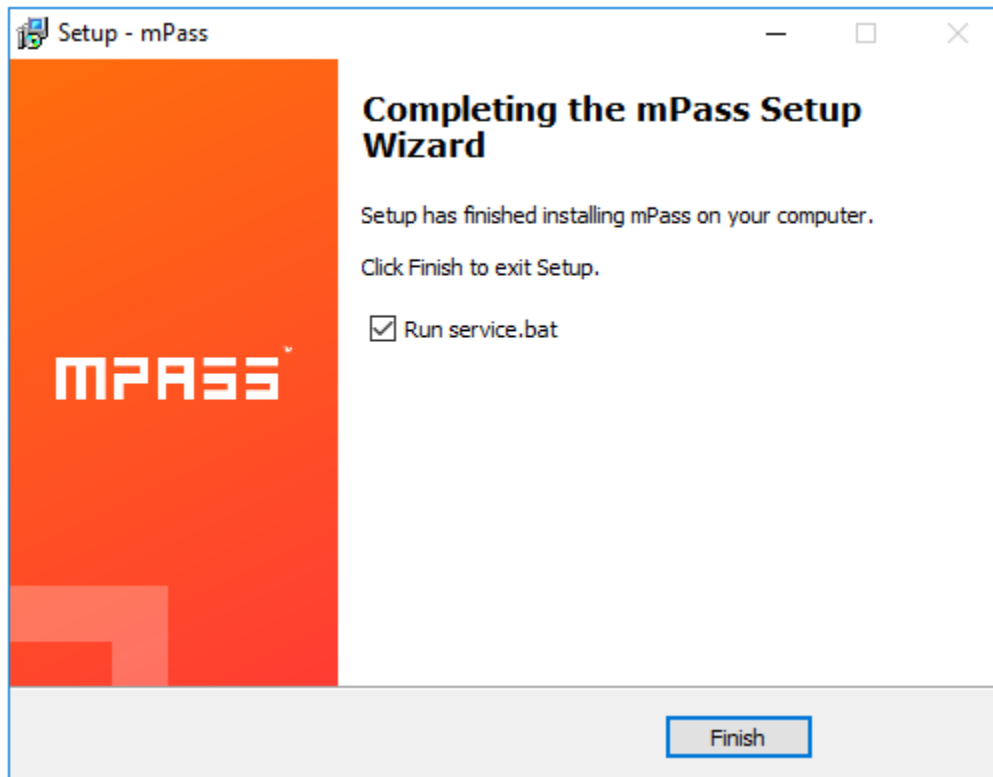 Setup - mPass
Completing the mPass Setup
Wizard
Setup has finished installing mPass on your computer.
Click Finish to exit Setup.
Run service.bat
MPASS
Finish